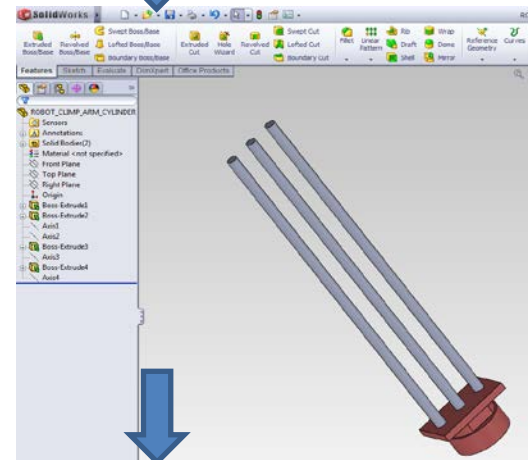 SolidWorks
Extruded Boss/Base
Revolved Boss/Base
Swept Boss/Base
Lofted Boss/Base
Boundary Boss/Base
Extruded Cut
Hole Wizard
Revolved Cut
Swept Cut
Lofted Cut
Boundary Cut
Fillet
Linear Pattern
Rib
Draft
Shell
Wrap
Dome
Mirror
Reference Geometry
Curves
Features Sketch Evaluate DimXpert Office Products
ROBOT_CLIMP_ARM_CYLINDER
Sensors
Annotations
Solid Bodies(2)
Material <not specified>
Front Plane
Top Plane
Right Plane
Origin
Boss-Extrude1
Boss-Extrude2
Axis1
Axis2
Boss-Extrude3
Axis3
Boss-Extrude4
Axis4